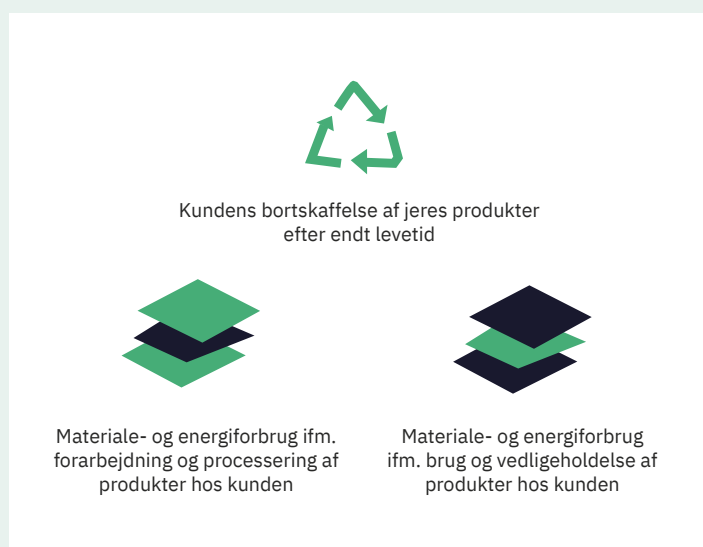 Kundens bortskaffelse af jeres produkter
efter endt levetid
Materiale- og energiforbrug ifm.
forarbejdning og processering af
produkter hos kunden
Materiale- og energiforbrug
ifm. brug og vedligeholdelse af
produkter hos kunden